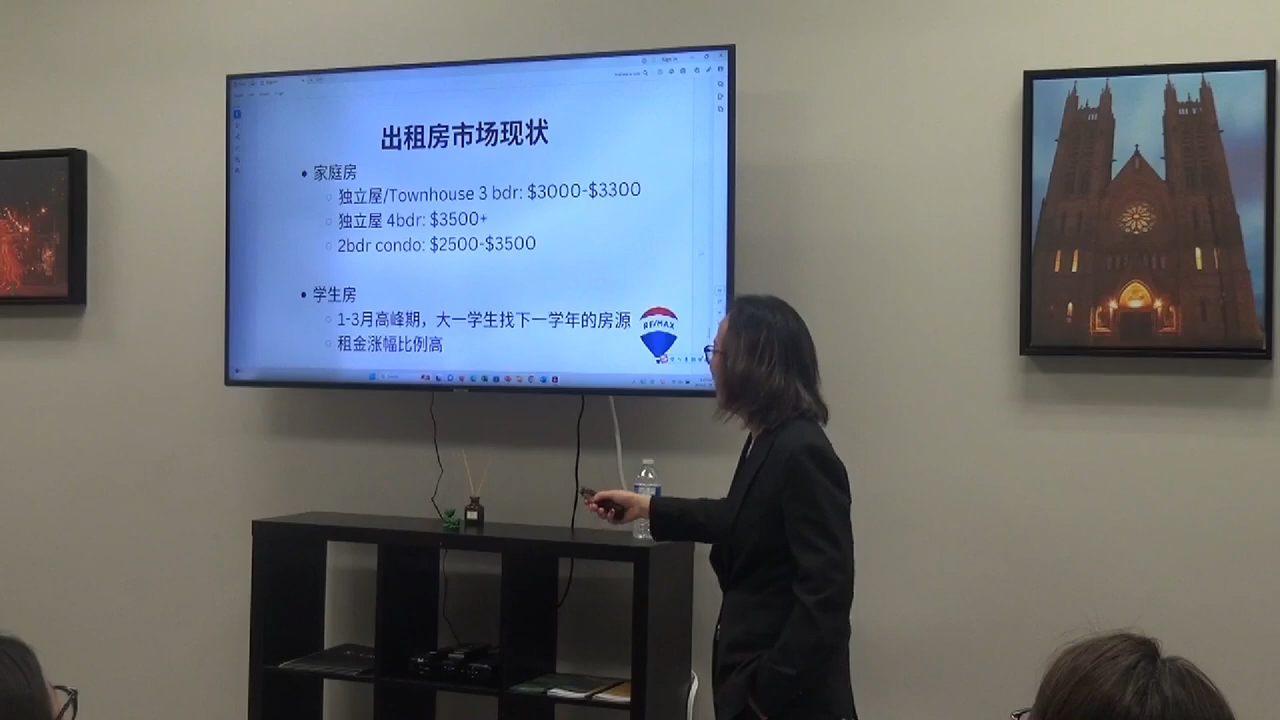 Sign in
出租房市场现状
家庭房
独立屋/Townhouse 3 bdr: $3000-$3300
独立屋 4bdr: $3500+
2bdr condo: $2500-$3500
学生房
1-3月高峰期，大一学生找下一学年的房源
租金涨幅比例高
RE/MAX